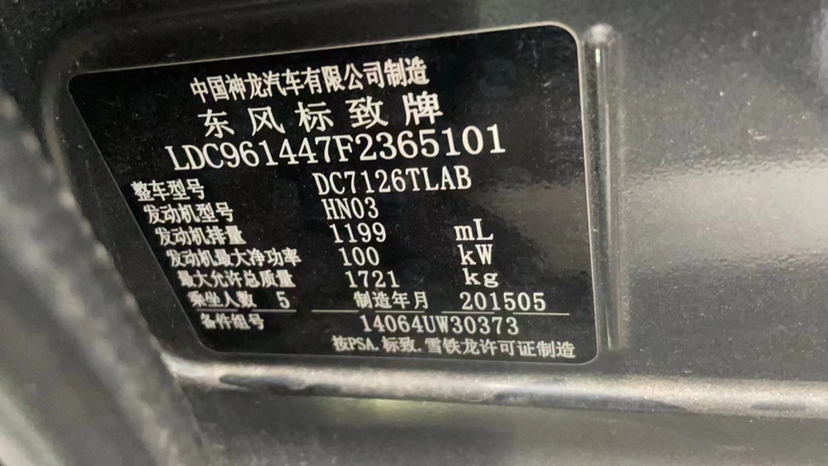 中国神龙汽车有限公司制造
东风标致牌
LDC961447F2365101
整车型号 DC7126TLAB
发动机型号 HN03
发动机排量 1199 mL
发动机最大净功率 100 kW
最大允许总质量 1721 kg
乘坐人数 5 制造年月 201505
备件组号 14064UW30373
按PSA.标致.雪铁龙许可证制造